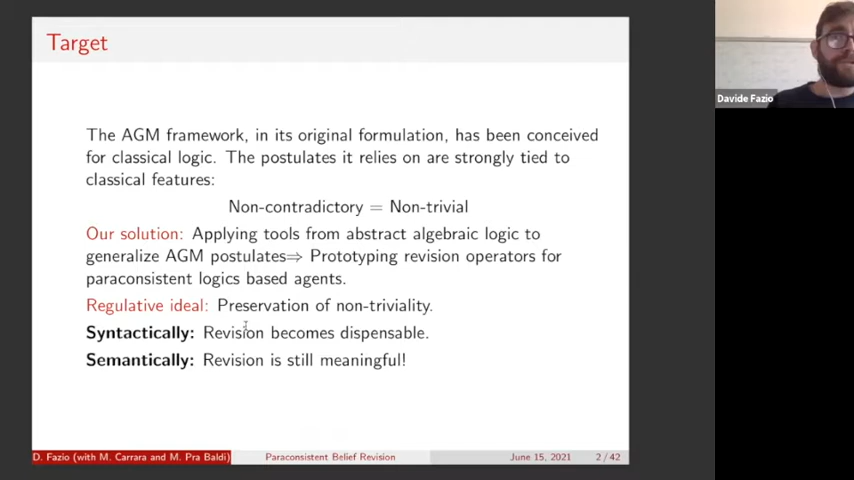 Target
The AGM framework, in its original formulation, has been conceived
for classical logic. The postulates it relies on are strongly tied to
classical features:
Non-contradictory = Non-trivial
Our solution: Applying tools from abstract algebraic logic to
generalize AGM postulates⇒ Prototyping revision operators for
paraconsistent logics based agents.
Regulative ideal: Preservation of non-triviality.
Syntactically: Revision becomes dispensable.
Semantically: Revision is still meaningful!
D. Fazio (with M. Carrara and M. Pra Baldi) Paraconsistent Belief Revision June 15, 2021 2 / 42
Davide Fazio